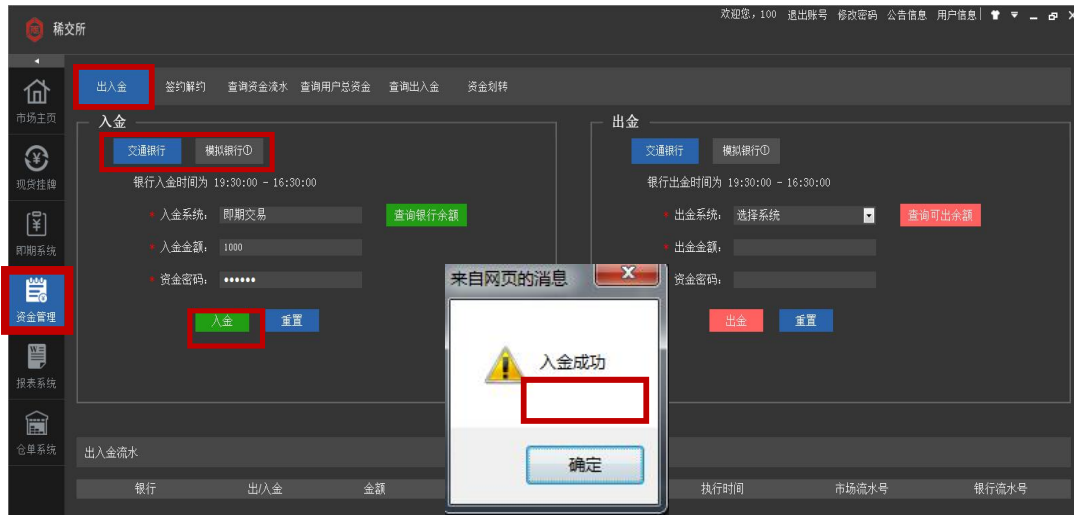 欢迎您，100 退出账号 修改密码 公告信息 用户信息
稀交所
出入金 签约解约 查询资金流水 查询用户总资金 查询出入金 资金划转
市场主页
现货挂牌
即期系统
资金管理
报表系统
仓单系统
入金
交通银行 模拟银行①
银行入金时间为 19:30:00 - 16:30:00
* 入金系统： 即期交易 查询银行余额
* 入金金额： 1000
* 资金密码： ••••••
入金 重置
出金
交通银行 模拟银行①
银行出金时间为 19:30:00 - 16:30:00
* 出金系统： 选择系统 查询可出余额
* 出金金额：
资金密码：
出金 重置
来自网页的消息
入金成功
确定
出入金流水
银行 出/入金 金额 执行时间 市场流水号 银行流水号